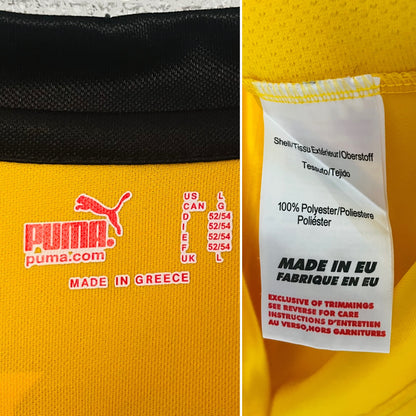 PUMA
puma.com
US L
CAN G
D 52/54
I 52/54
E 52/54
F 52/54
UK L
MADE IN GREECE
Shell/Tissu Extérieur/Oberstoff
Tessuto/Tejido
100% Polyester/Poliestere
Poliéster
MADE IN EU
FABRIQUE EN EU
EXCLUSIVE OF TRIMMINGS
SEE REVERSE FOR CARE
INSTRUCTIONS D'ENTRETIEN
AU VERSO,HORS GARNITURES